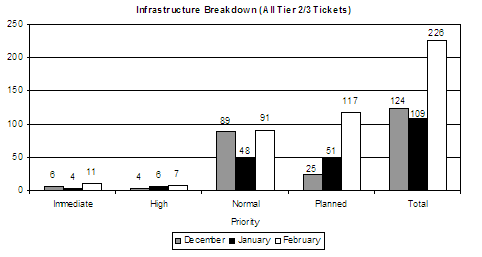 Infrastructure Breakdown (All Tier 2/3 Tickets)
250
200
150
100
50
0
6 4 11
4 6 7
89 48 91
25 51 117
124 109 226
Immediate High Normal Planned Total
Priority
December January February